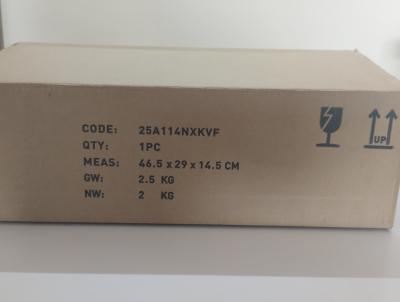 CODE: 25A114NXKVF
QTY: 1PC
MEAS: 46.5 x 29 x 14.5 CM
GW: 2.5 KG
NW: 2 KG
UP